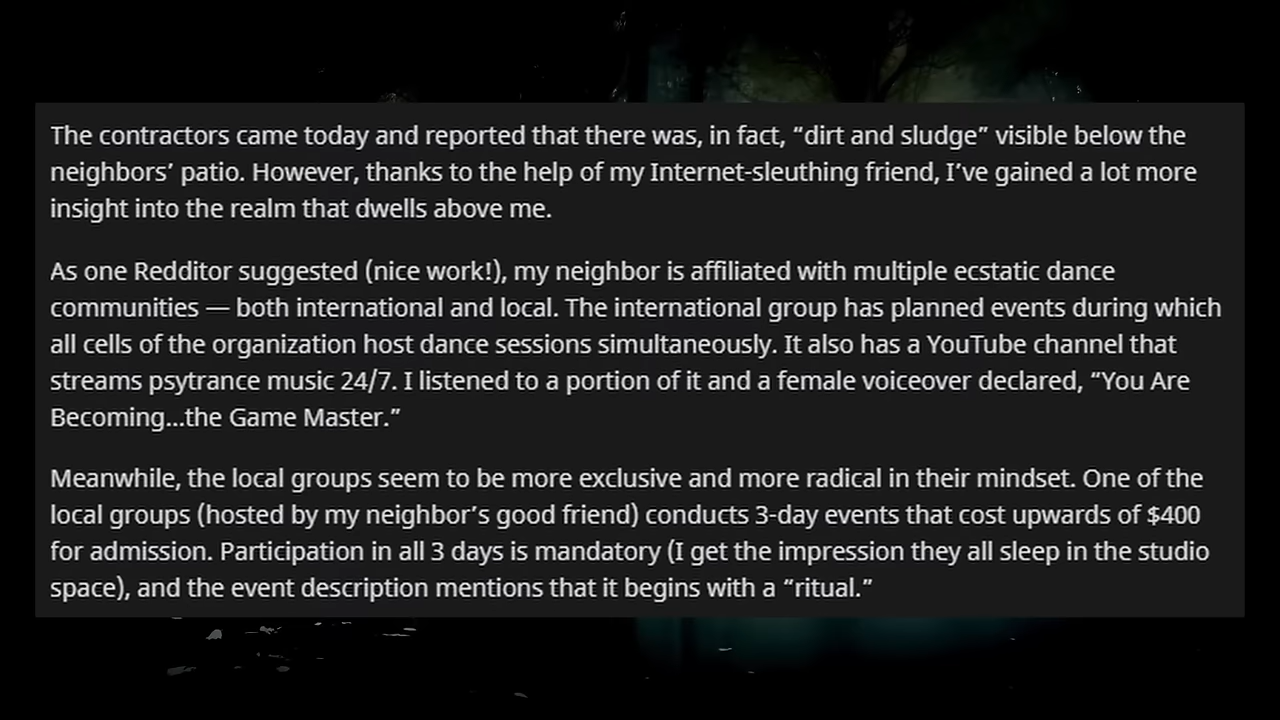 The contractors came today and reported that there was, in fact, “dirt and sludge” visible below the
neighbors’ patio. However, thanks to the help of my Internet-sleuthing friend, I’ve gained a lot more
insight into the realm that dwells above me.
As one Redditor suggested (nice work!), my neighbor is affiliated with multiple ecstatic dance
communities — both international and local. The international group has planned events during which
all cells of the organization host dance sessions simultaneously. It also has a YouTube channel that
streams psytrance music 24/7. I listened to a portion of it and a female voiceover declared, “You Are
Becoming...the Game Master.”
Meanwhile, the local groups seem to be more exclusive and more radical in their mindset. One of the
local groups (hosted by my neighbor’s good friend) conducts 3-day events that cost upwards of $400
for admission. Participation in all 3 days is mandatory (I get the impression they all sleep in the studio
space), and the event description mentions that it begins with a “ritual.”